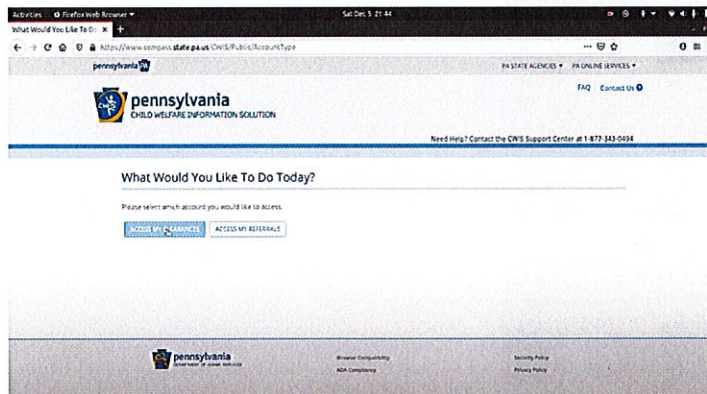 Activities Firefox Web Browser Sat Dec 5 21:44
What Would You Like To Do
https://www.compass.state.pa.us/CWIS/Public/AccountType
pennsylvania PA PA STATE AGENCIES PA ONLINE SERVICES
FAQ Contact Us
CWIS pennsylvania
CHILD WELFARE INFORMATION SOLUTION
Need Help? Contact the CWIS Support Center at 1-877-343-0494
What Would You Like To Do Today?
Please select which account you would like to access.
ACCESS MY CLEARANCES ACCESS MY REFERRALS
pennsylvania Browser Compatibility Security Policy
DEPARTMENT OF HUMAN SERVICES ADA Compliancy Privacy Policy